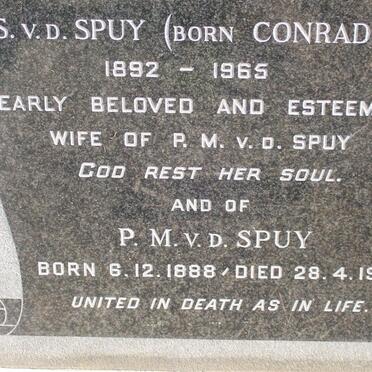 S. V. D. SPUY (BORN CONRAD
1892 - 1965
EARLY BELOVED AND ESTEEM
WIFE OF P. M. V. D. SPUY
GOD REST HER SOUL.
AND OF
P. M. V. D. SPUY
BORN 6.12.1888, DIED 28.4.19
UNITED IN DEATH AS IN LIFE.